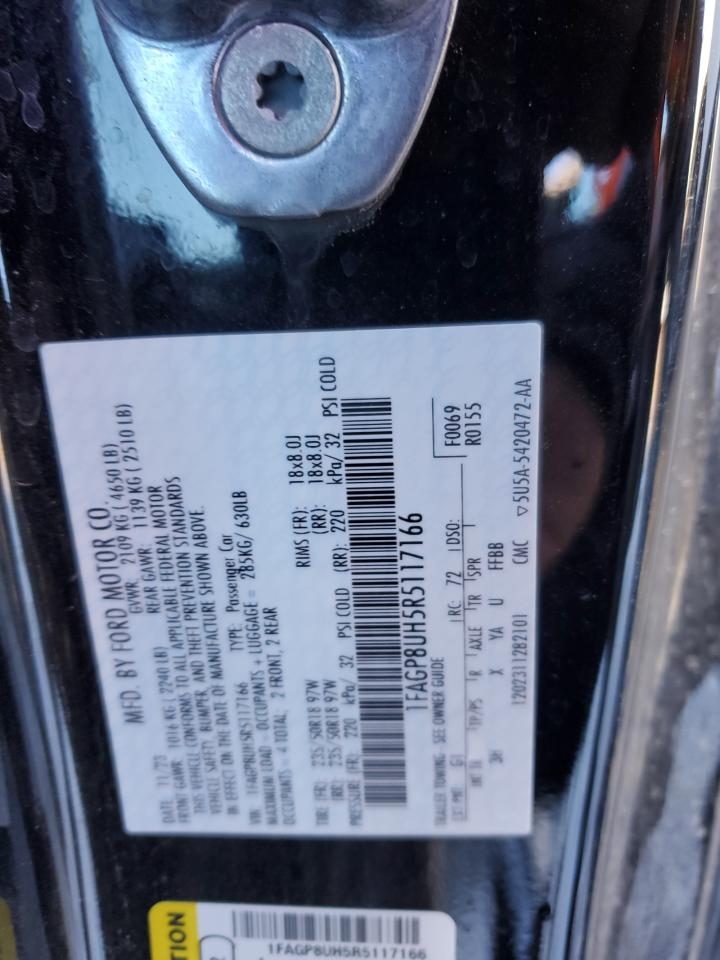 MFD. BY FORD MOTOR CO.
DATE: 11/23 GVWR: 2109 KG ( 4650 LB)
FRONT GAWR: 1016 KG ( 2240 LB) REAR GAWR: 1139 KG ( 2510 LB)
THIS VEHICLE CONFORMS TO ALL APPLICABLE FEDERAL MOTOR
VEHICLE SAFETY, BUMPER, AND THEFT PREVENTION STANDARDS
IN EFFECT ON THE DATE OF MANUFACTURE SHOWN ABOVE.
VIN: 1FAGP8UH5R5117166 TYPE: Passenger Car
MAXIMUM LOAD = OCCUPANTS + LUGGAGE = 285KG/ 630LB
OCCUPANTS = 4 TOTAL: 2 FRONT, 2 REAR
TIRE (FR): 235/50R18 97W RIMS (FR): 18x8.0J
(RR): 235/50R18 97W (RR): 18x8.0J
PRESSURE (FR): 220 kPa/ 32 PSI COLD (RR): 220 kPa/ 32 PSI COLD
1FAGP8UH5R5117166
TRAILER TOWING - SEE OWNER GUIDE F0069
EXT PNT: G1 RC: 72 DSO: R0155
INT TR TP/PS R AXLE TR SPR
3H X YA U FFBB
1202311282101 CMC ▽5U5A-5420472-AA
1FAGP8UH5R5117166